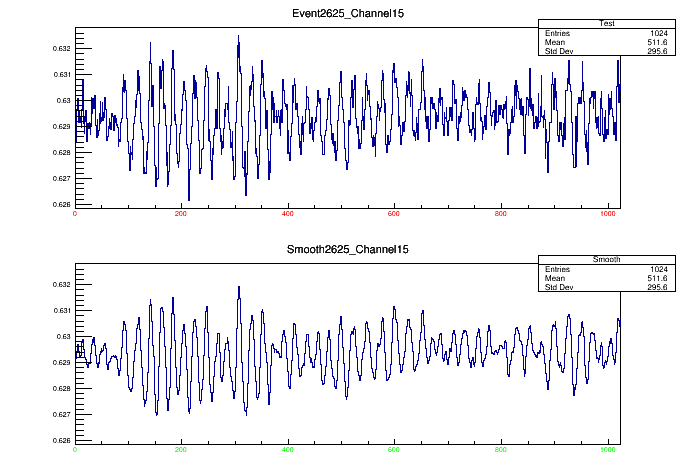 Event2625_Channel15
Test
Entries 1024
Mean 511.6
Std Dev 295.6
0.632
0.631
0.63
0.629
0.628
0.627
0.626
0 200 400 600 800 1000
Smooth2625_Channel15
Smooth
Entries 1024
Mean 511.6
Std Dev 295.6
0.632
0.631
0.63
0.629
0.628
0.627
0.626
0 200 400 600 800 1000